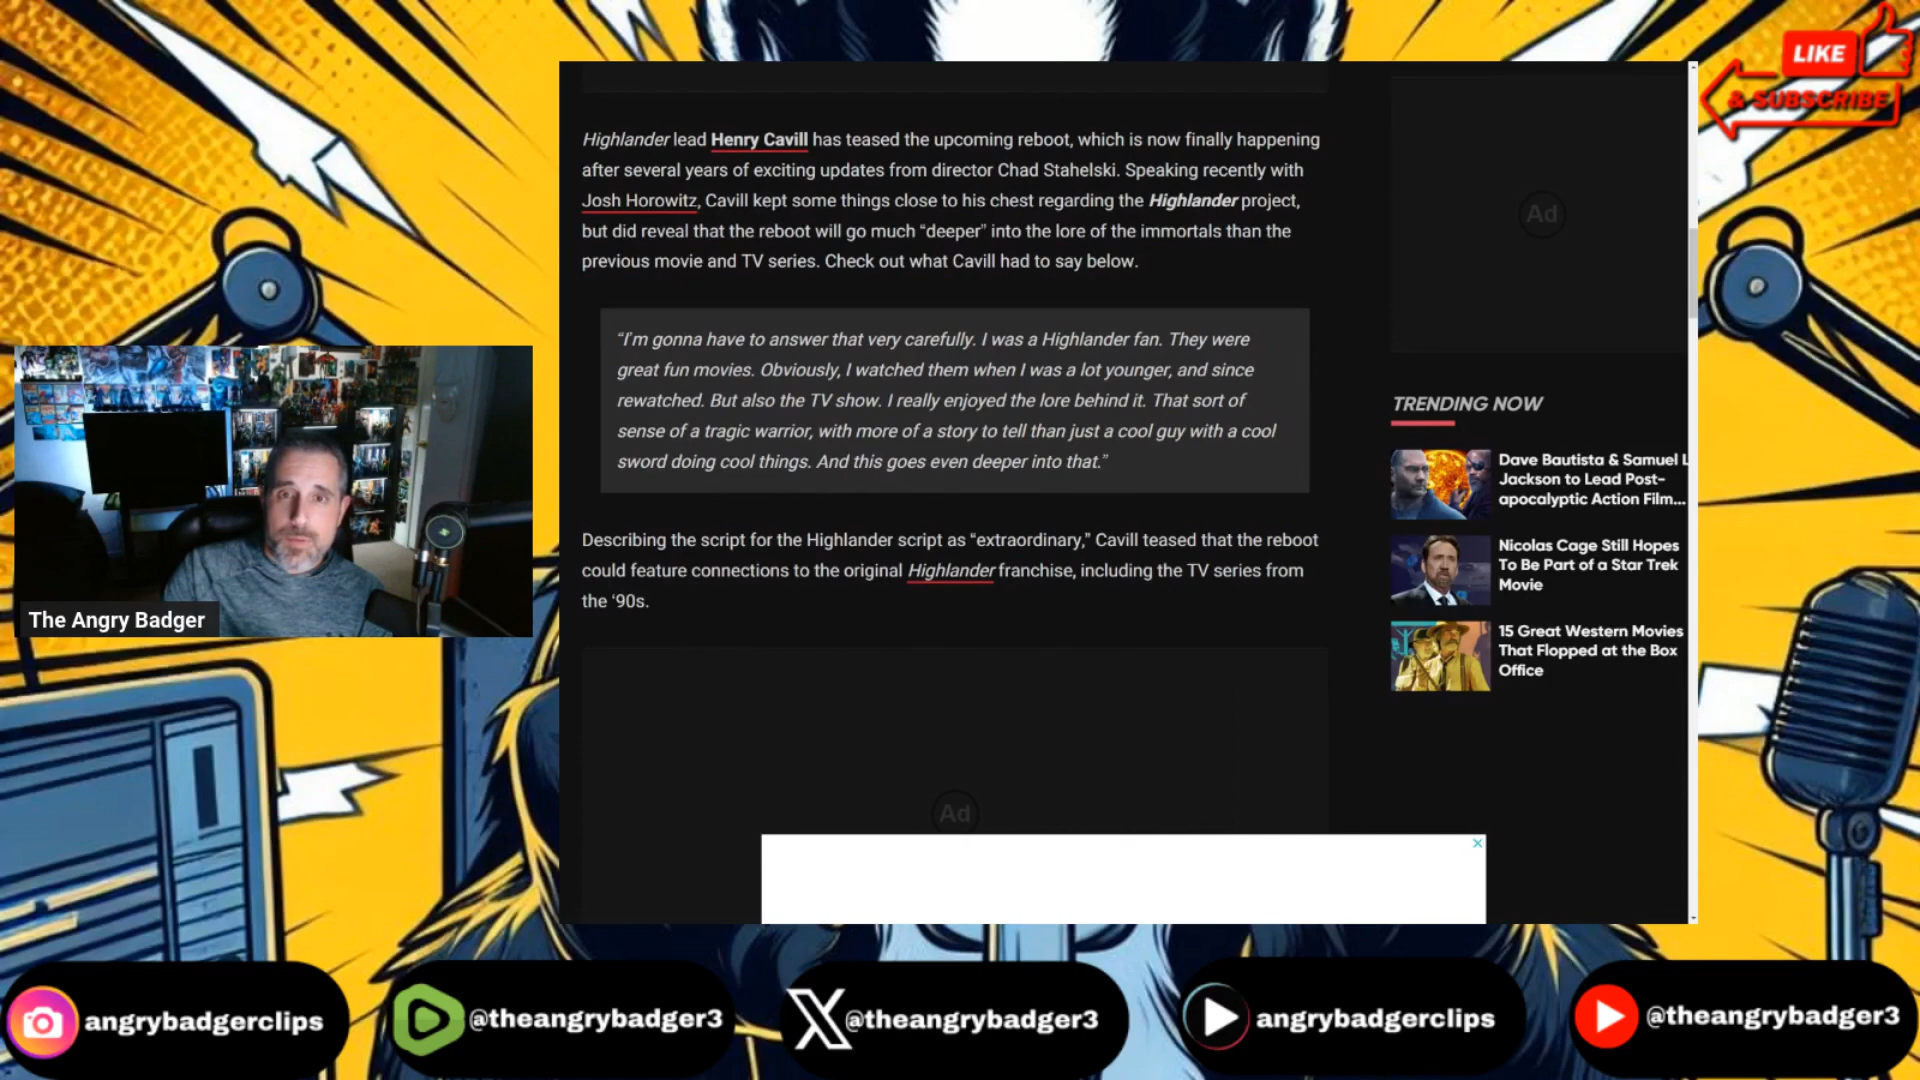 LIKE
& SUBSCRIBE
Highlander lead Henry Cavill has teased the upcoming reboot, which is now finally happening
after several years of exciting updates from director Chad Stahelski. Speaking recently with
Josh Horowitz, Cavill kept some things close to his chest regarding the Highlander project,
but did reveal that the reboot will go much “deeper” into the lore of the immortals than the
previous movie and TV series. Check out what Cavill had to say below.
“I’m gonna have to answer that very carefully. I was a Highlander fan. They were
great fun movies. Obviously, I watched them when I was a lot younger, and since
rewatched. But also the TV show. I really enjoyed the lore behind it. That sort of
sense of a tragic warrior, with more of a story to tell than just a cool guy with a cool
sword doing cool things. And this goes even deeper into that.”
Describing the script for the Highlander script as “extraordinary,” Cavill teased that the reboot
could feature connections to the original Highlander franchise, including the TV series from
the ‘90s.
Ad
Ad
TRENDING NOW
Dave Bautista & Samuel L
Jackson to Lead Post-
apocalyptic Action Film...
Nicolas Cage Still Hopes
To Be Part of a Star Trek
Movie
15 Great Western Movies
That Flopped at the Box
Office
The Angry Badger
angrybadgerclips
@theangrybadger3
@theangrybadger3
angrybadgerclips
@theangrybadger3